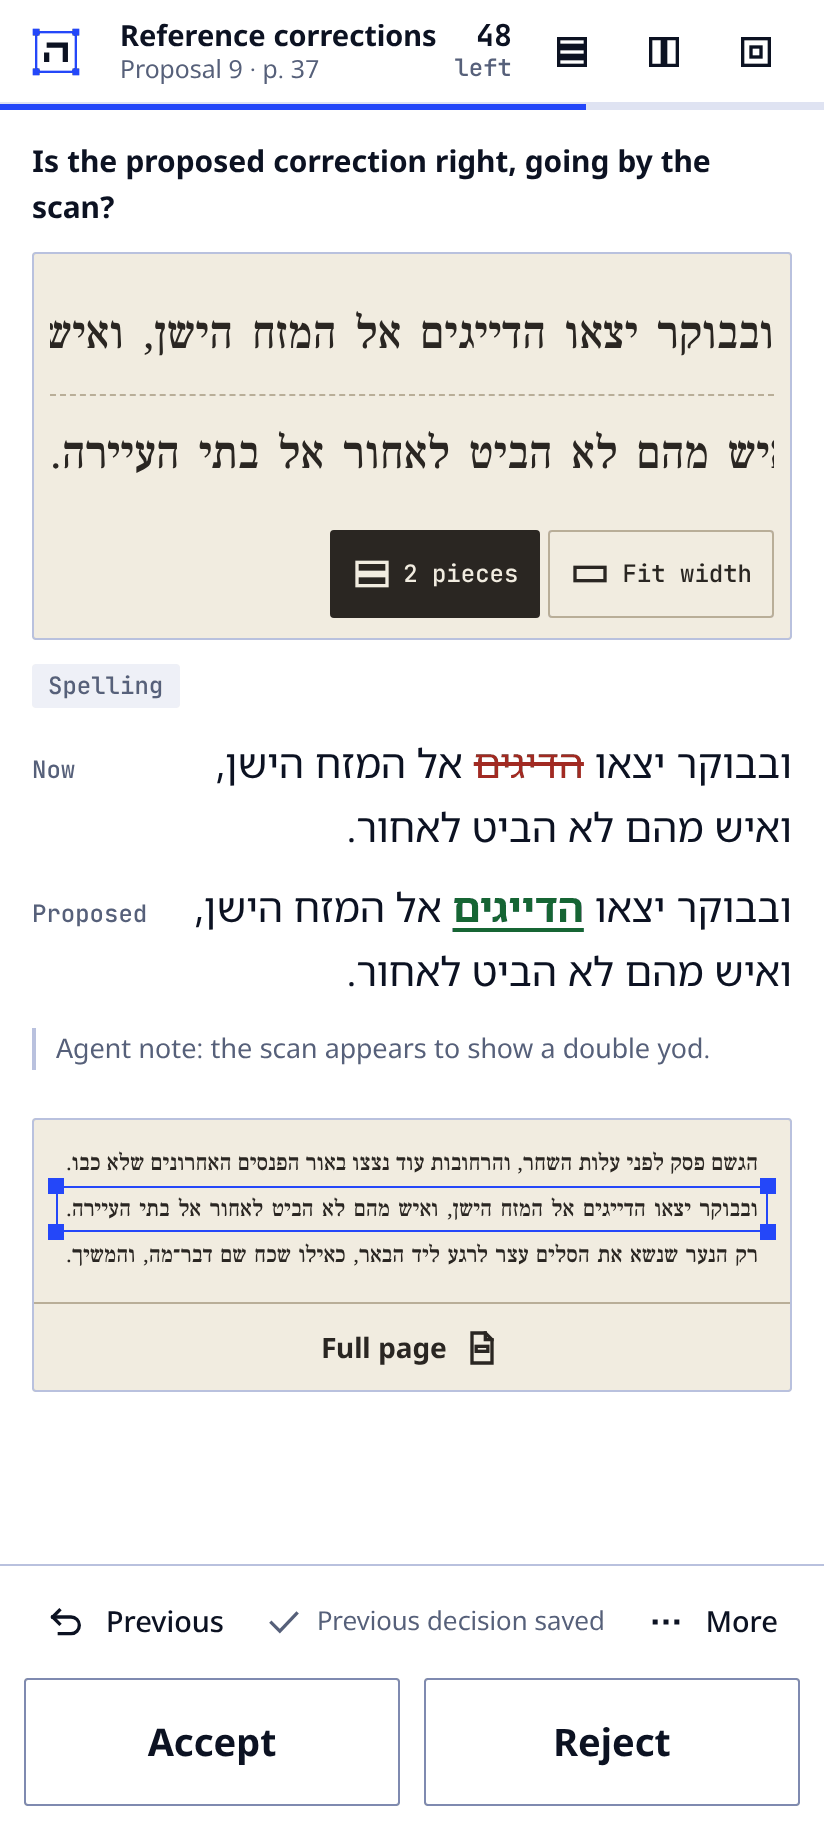 Reference corrections
Proposal 9 · p. 37
48
left
Is the proposed correction right, going by the
scan?
ובבוקר יצאו הדייגים אל המזח הישן, ואיש
איש מהם לא הביט לאחור אל בתי העיירה.
2 pieces
Fit width
Spelling
Now
ובבוקר יצאו הדיגים אל המזח הישן,
ואיש מהם לא הביט לאחור.
Proposed
ובבוקר יצאו הדייגים אל המזח הישן,
ואיש מהם לא הביט לאחור.
Agent note: the scan appears to show a double yod.
הגשם פסק לפני עלות השחר, והרחובות עוד נצצו באור הפנסים האחרונים שלא כבו.
ובבוקר יצאו הדייגים אל המזח הישן, ואיש מהם לא הביט לאחור אל בתי העיירה.
רק הנער שנשא את הסלים עצר לרגע ליד הבאר, כאילו שכח שם דבר־מה, והמשיך.
Full page
Previous
Previous decision saved
More
Accept
Reject